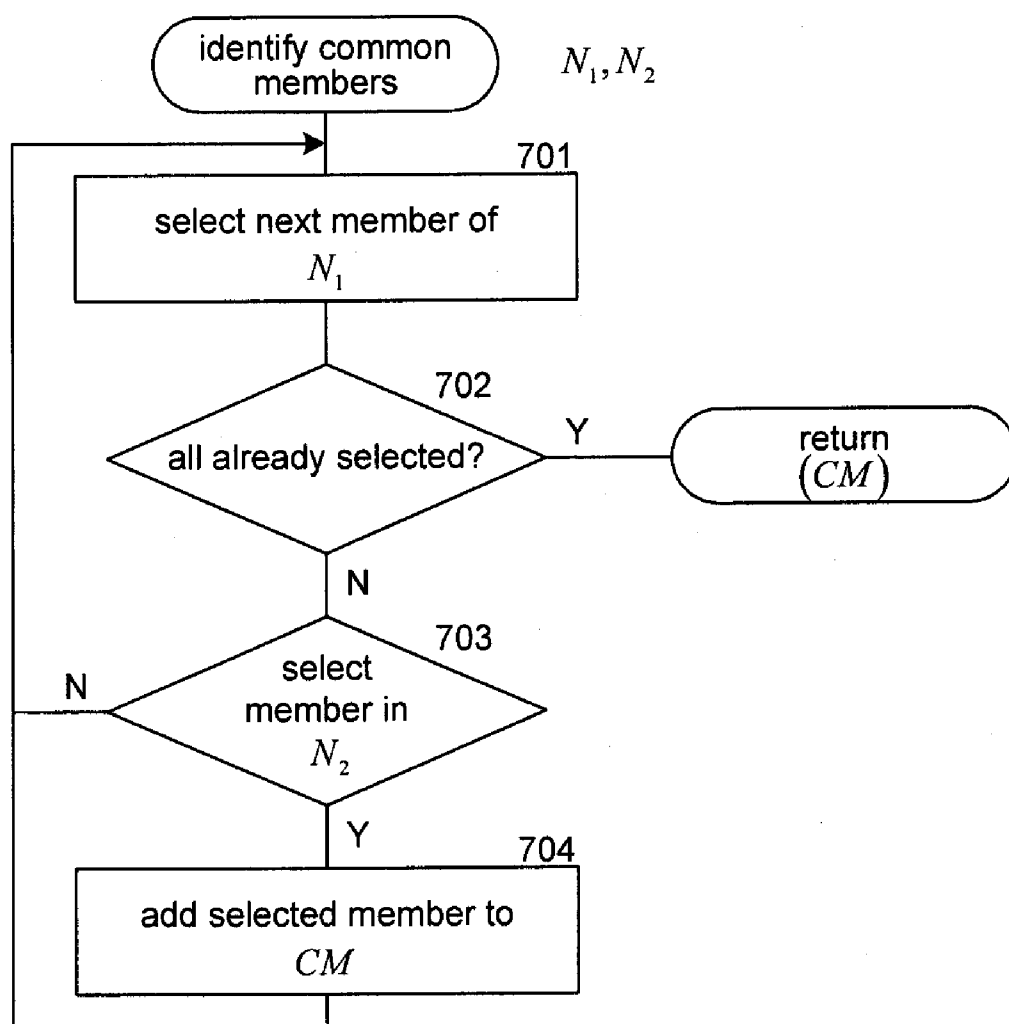 identify common
members
N₁, N₂
701
select next member of
N₁
702
all already selected?
Y
return
(CM)
N
703
select
member in
N₂
N
Y
704
add selected member to
CM